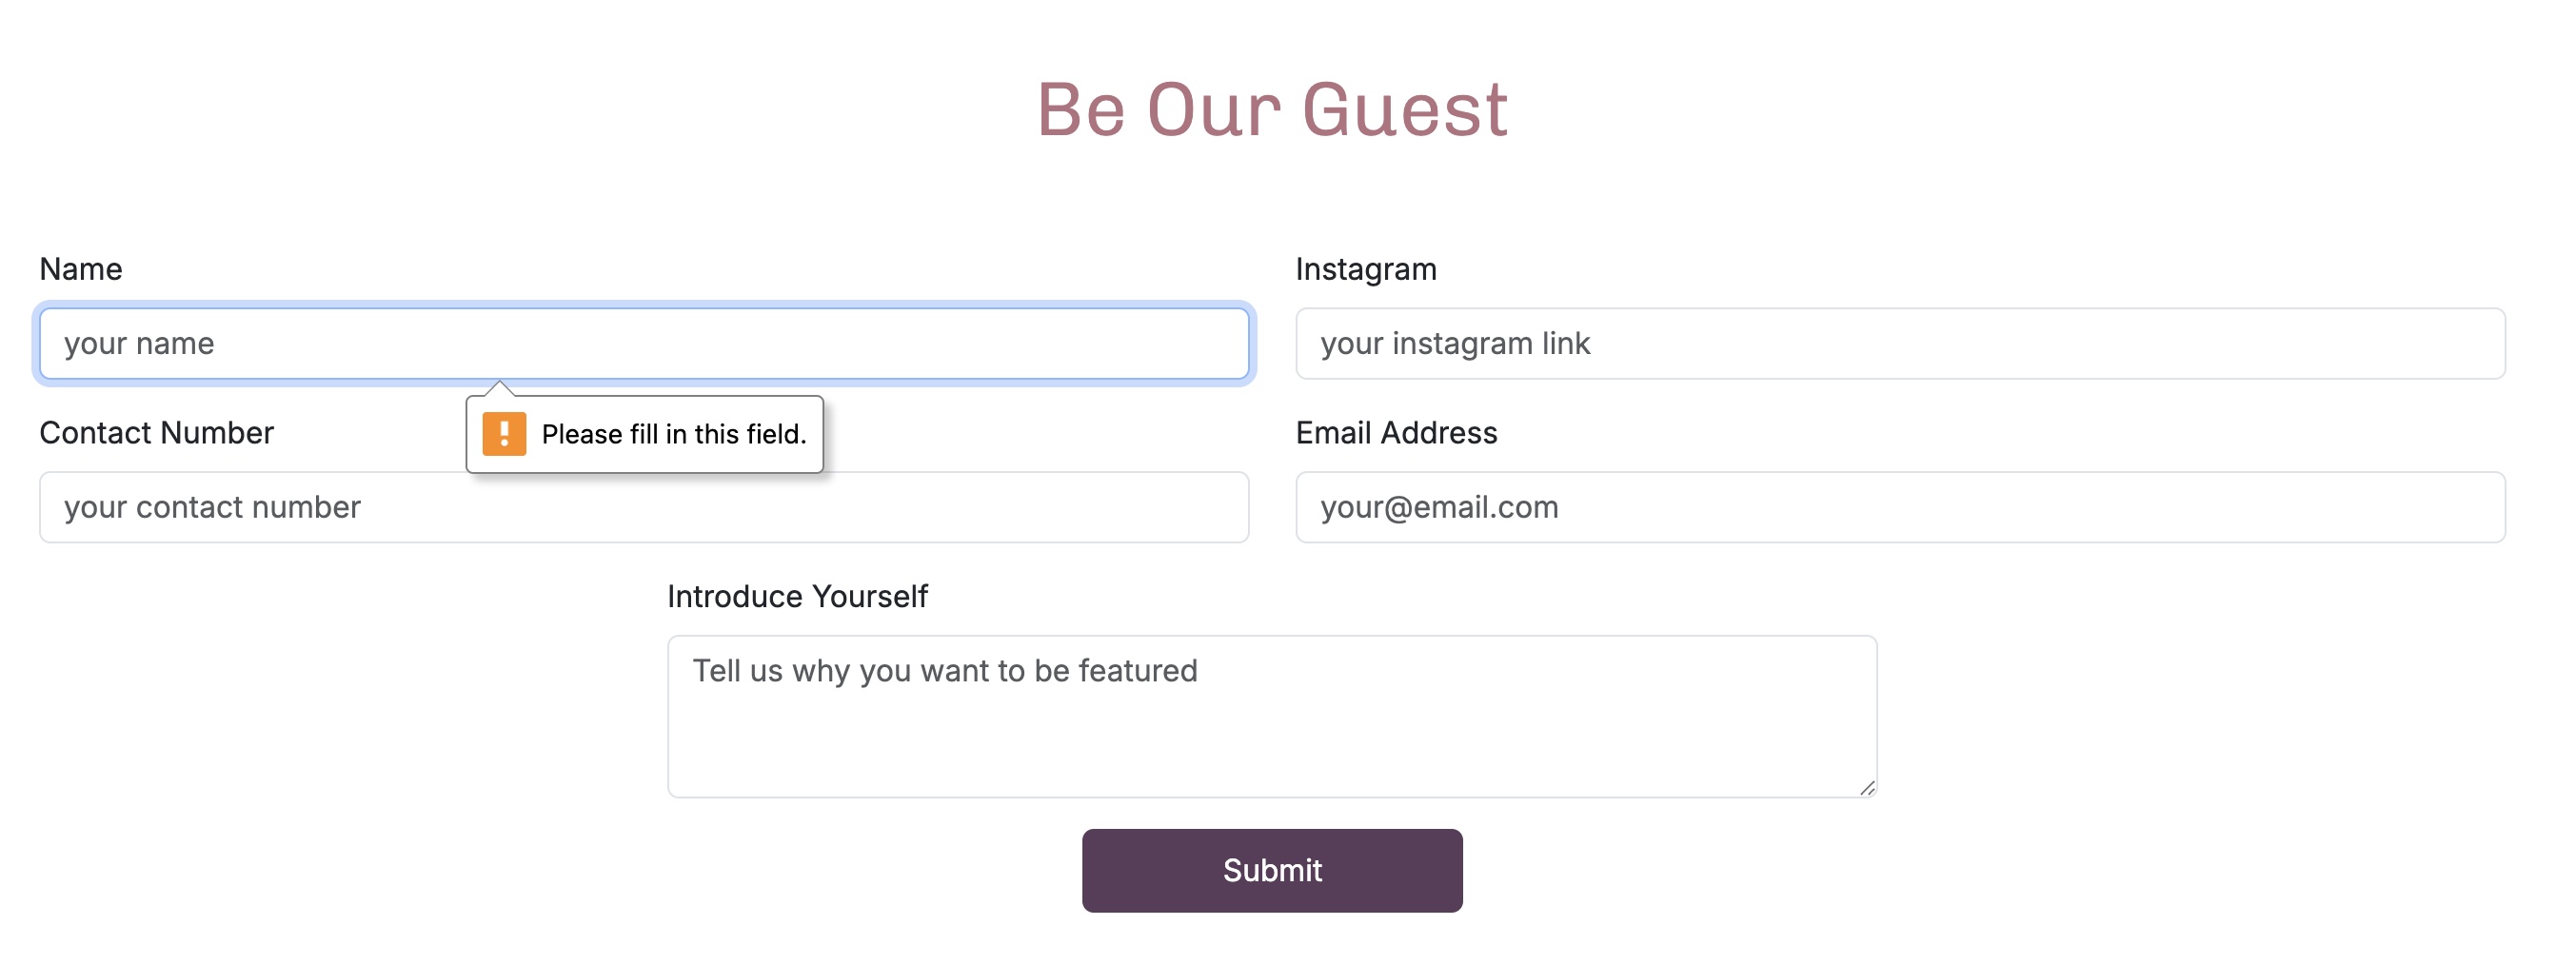 Be Our Guest
Name
Instagram
your name
your instagram link
Please fill in this field.
Contact Number
Email Address
your contact number
your@email.com
Introduce Yourself
Tell us why you want to be featured
Submit